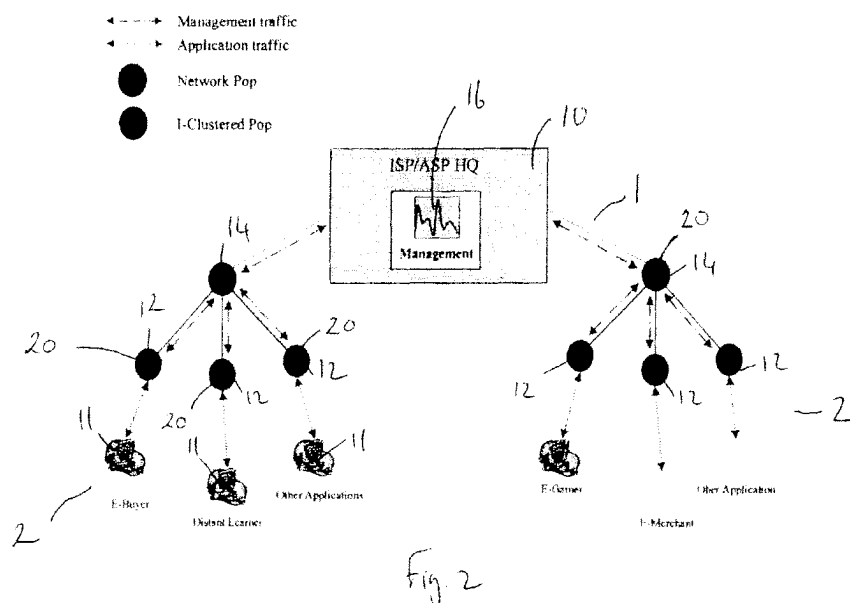 Management traffic
Application traffic
Network Pop
I-Clustered Pop
16
10
ISP/ASP HQ
Management
1
14
20
14
12
20
20
12
20
12
12
12
12
11
11
11
2
2
E-Buyer
Distant Learner
Other Applications
E-Gamer
E-Merchant
Other Application
Fig. 2